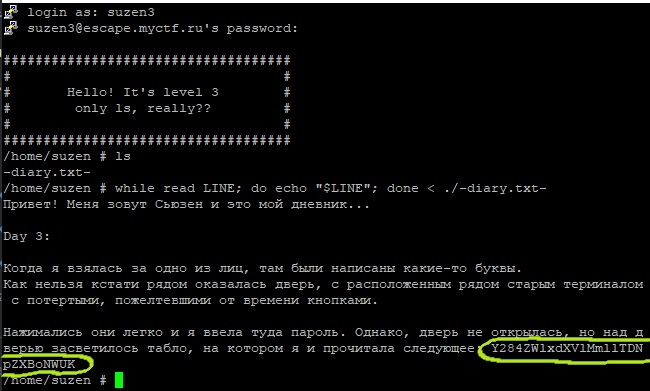 login as: suzen3
suzen3@escape.myctf.ru's password:
####################################
#                                  #
#       Hello! It's level 3        #
#        only ls, really??         #
#                                  #
####################################
/home/suzen # ls
-diary.txt-
/home/suzen # while read LINE; do echo "$LINE"; done < ./-diary.txt-
Привет! Меня зовут Сьюзен и это мой дневник...
Day 3:
Когда я взялась за одно из лиц, там были написаны какие-то буквы.
Как нельзя кстати рядом оказалась дверь, с расположенным рядом старым терминалом
с потертыми, пожелтевшими от времени кнопками.
Нажимались они легко и я ввела туда пароль. Однако, дверь не открылась, но над д
верью засветилось табло, на котором я и прочитала следующее Y284ZWlxdXVlMmllTDN
pZXBoNWUK
/home/suzen #